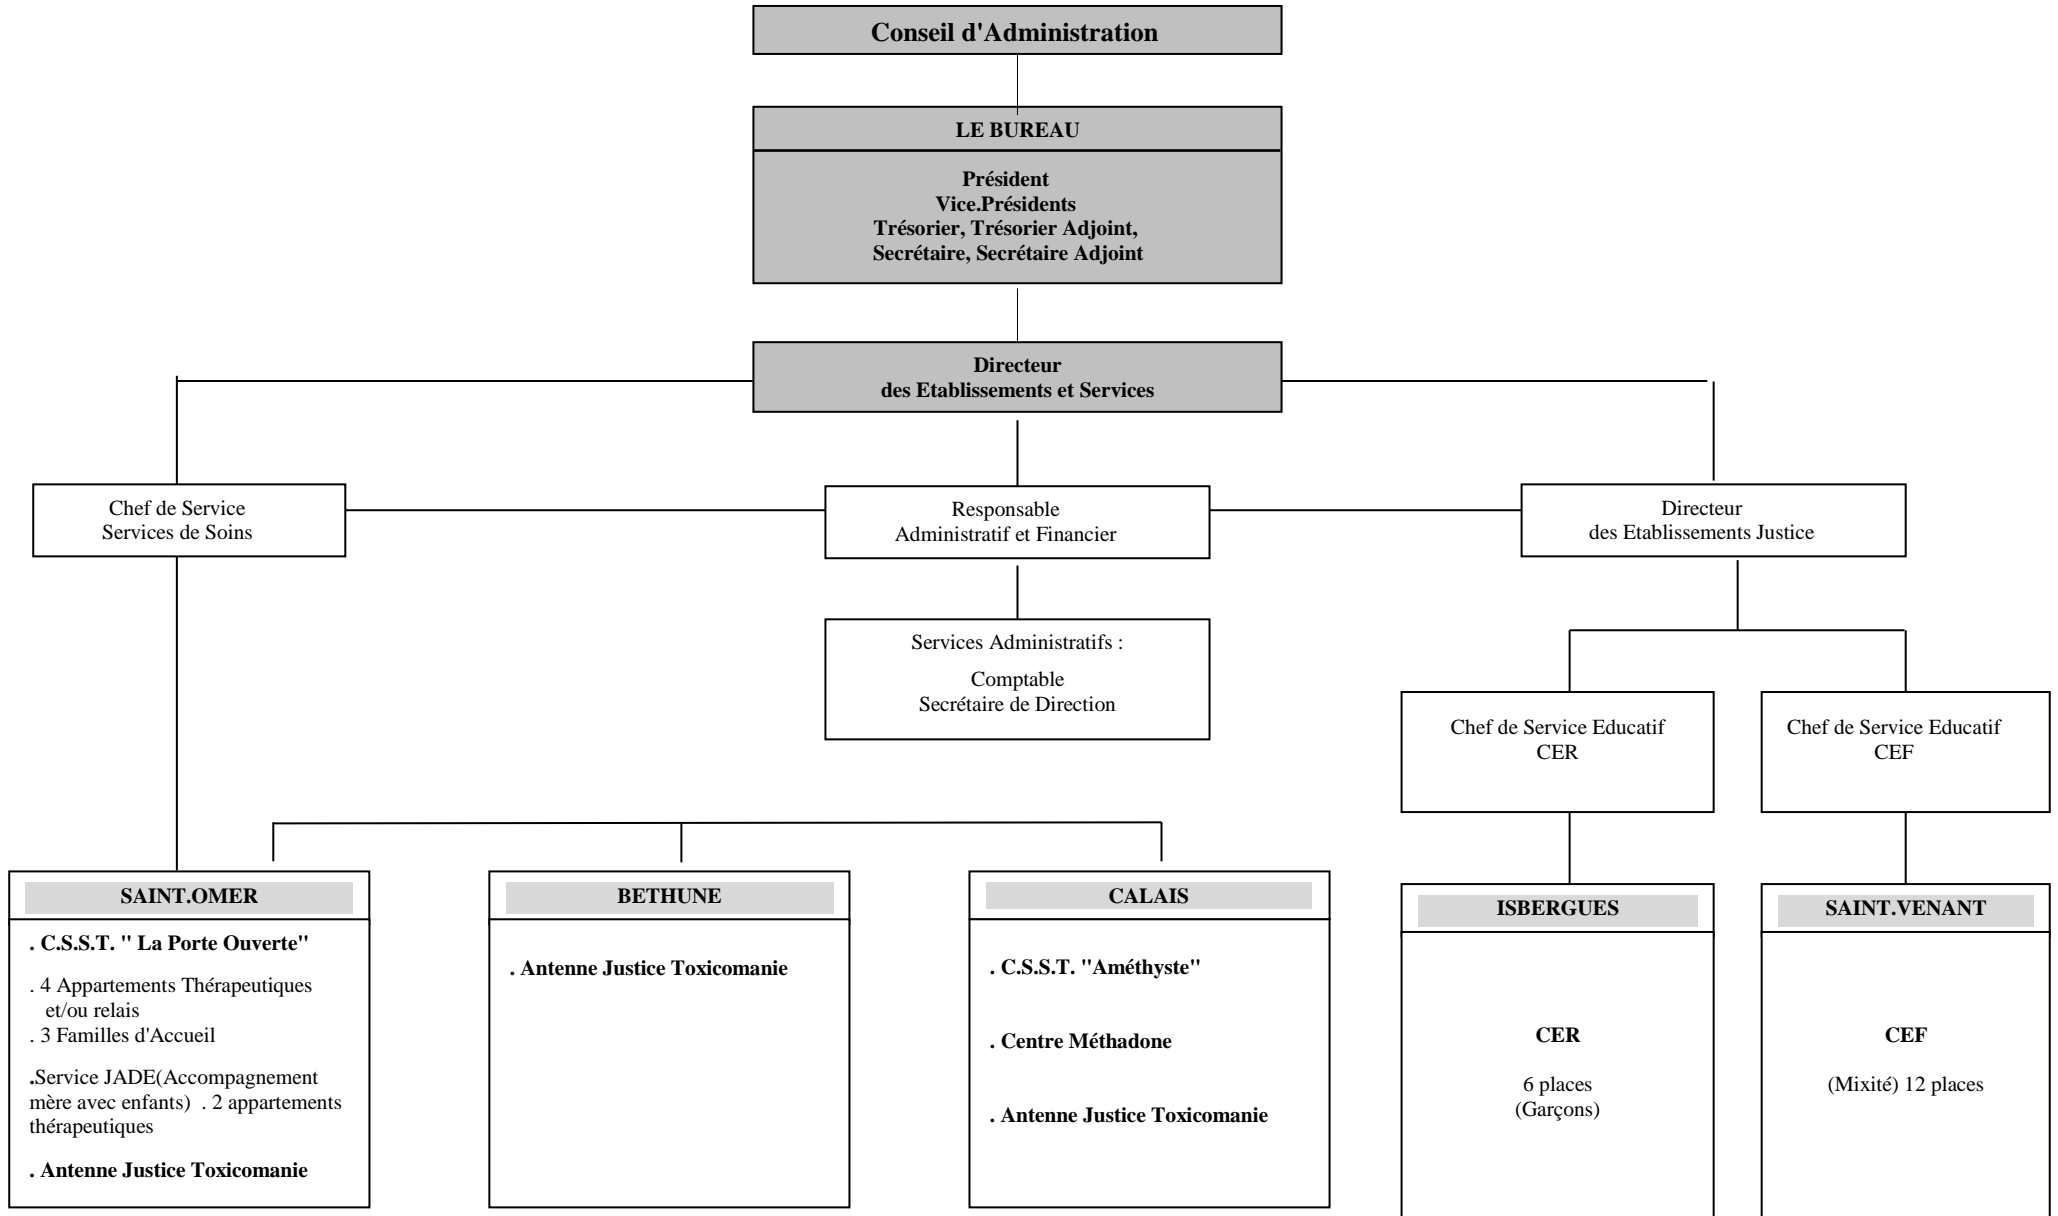 Conseil d'Administration
LE BUREAU
Président
Vice.Présidents
Trésorier, Trésorier Adjoint,
Secrétaire, Secrétaire Adjoint
Directeur
des Etablissements et Services
Chef de Service
Services de Soins
Responsable
Administratif et Financier
Directeur
des Etablissements Justice
Services Administratifs :
Comptable
Secrétaire de Direction
Chef de Service Educatif
CER
Chef de Service Educatif
CEF
SAINT.OMER
. C.S.S.T. " La Porte Ouverte"
. 4 Appartements Thérapeutiques
et/ou relais
. 3 Familles d'Accueil
.Service JADE(Accompagnement
mère avec enfants) . 2 appartements
thérapeutiques
. Antenne Justice Toxicomanie
BETHUNE
. Antenne Justice Toxicomanie
CALAIS
. C.S.S.T. "Améthyste"
. Centre Méthadone
. Antenne Justice Toxicomanie
ISBERGUES
CER
6 places
(Garçons)
SAINT.VENANT
CEF
(Mixité) 12 places